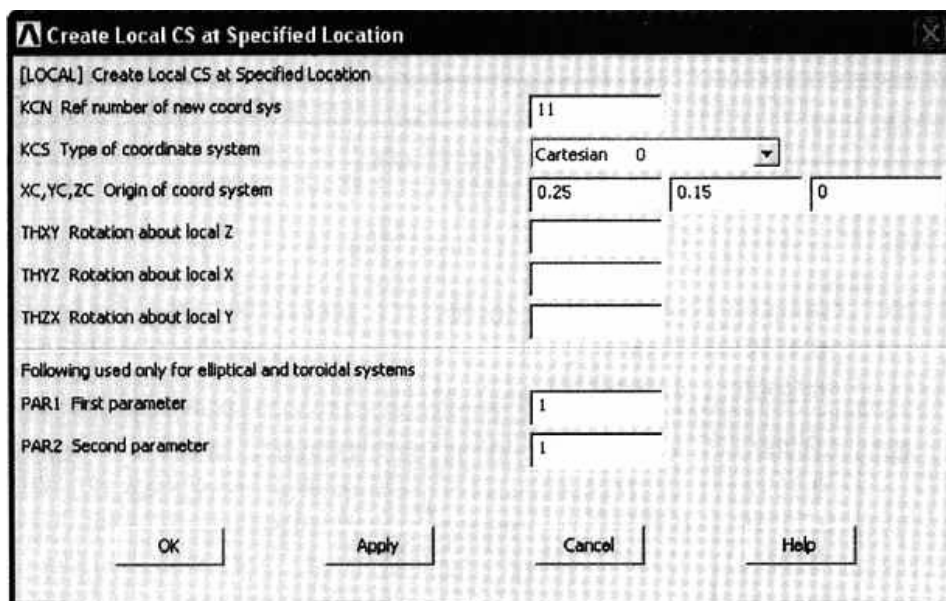 Create Local CS at Specified Location
[LOCAL] Create Local CS at Specified Location
KCN Ref number of new coord sys 11
KCS Type of coordinate system Cartesian 0
XC,YC,ZC Origin of coord system 0.25 0.15 0
THXY Rotation about local Z
THYZ Rotation about local X
THZX Rotation about local Y
Following used only for elliptical and toroidal systems
PAR1 First parameter 1
PAR2 Second parameter 1
OK Apply Cancel Help